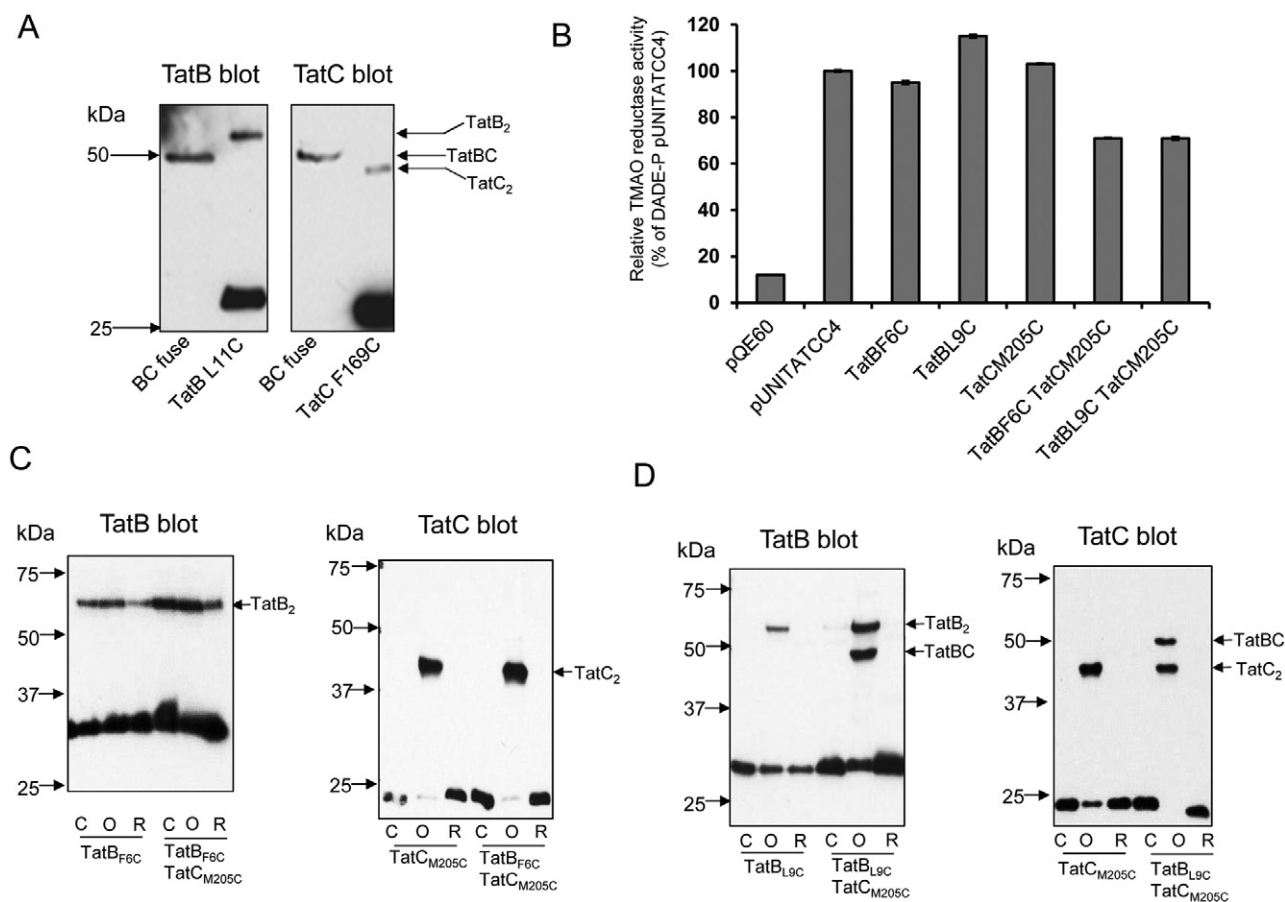 A
TatB blot
TatC blot
kDa
50
25
TatB2
TatBC
TatC2
BC fuse
TatB L11C
BC fuse
TatC F169C
B
Relative TMAO reductase activity
(% of DADE-P pUNITATCC4)
120
100
80
60
40
20
0
pQE60
pUNITATCC4
TatBF6C
TatBL9C
TatCM205C
TatBF6C TatCM205C
TatBL9C TatCM205C
C
TatB blot
kDa
75
50
37
25
TatB2
C O R C O R
TatBF6C
TatBF6C
TatCM205C
TatC blot
kDa
75
50
37
25
TatC2
C O R C O R
TatCM205C
TatBF6C
TatCM205C
D
TatB blot
kDa
75
50
37
25
TatB2
TatBC
C O R C O R
TatBL9C
TatBL9C
TatCM205C
TatC blot
kDa
75
50
37
25
TatBC
TatC2
C O R C O R
TatCM205C
TatBL9C
TatCM205C